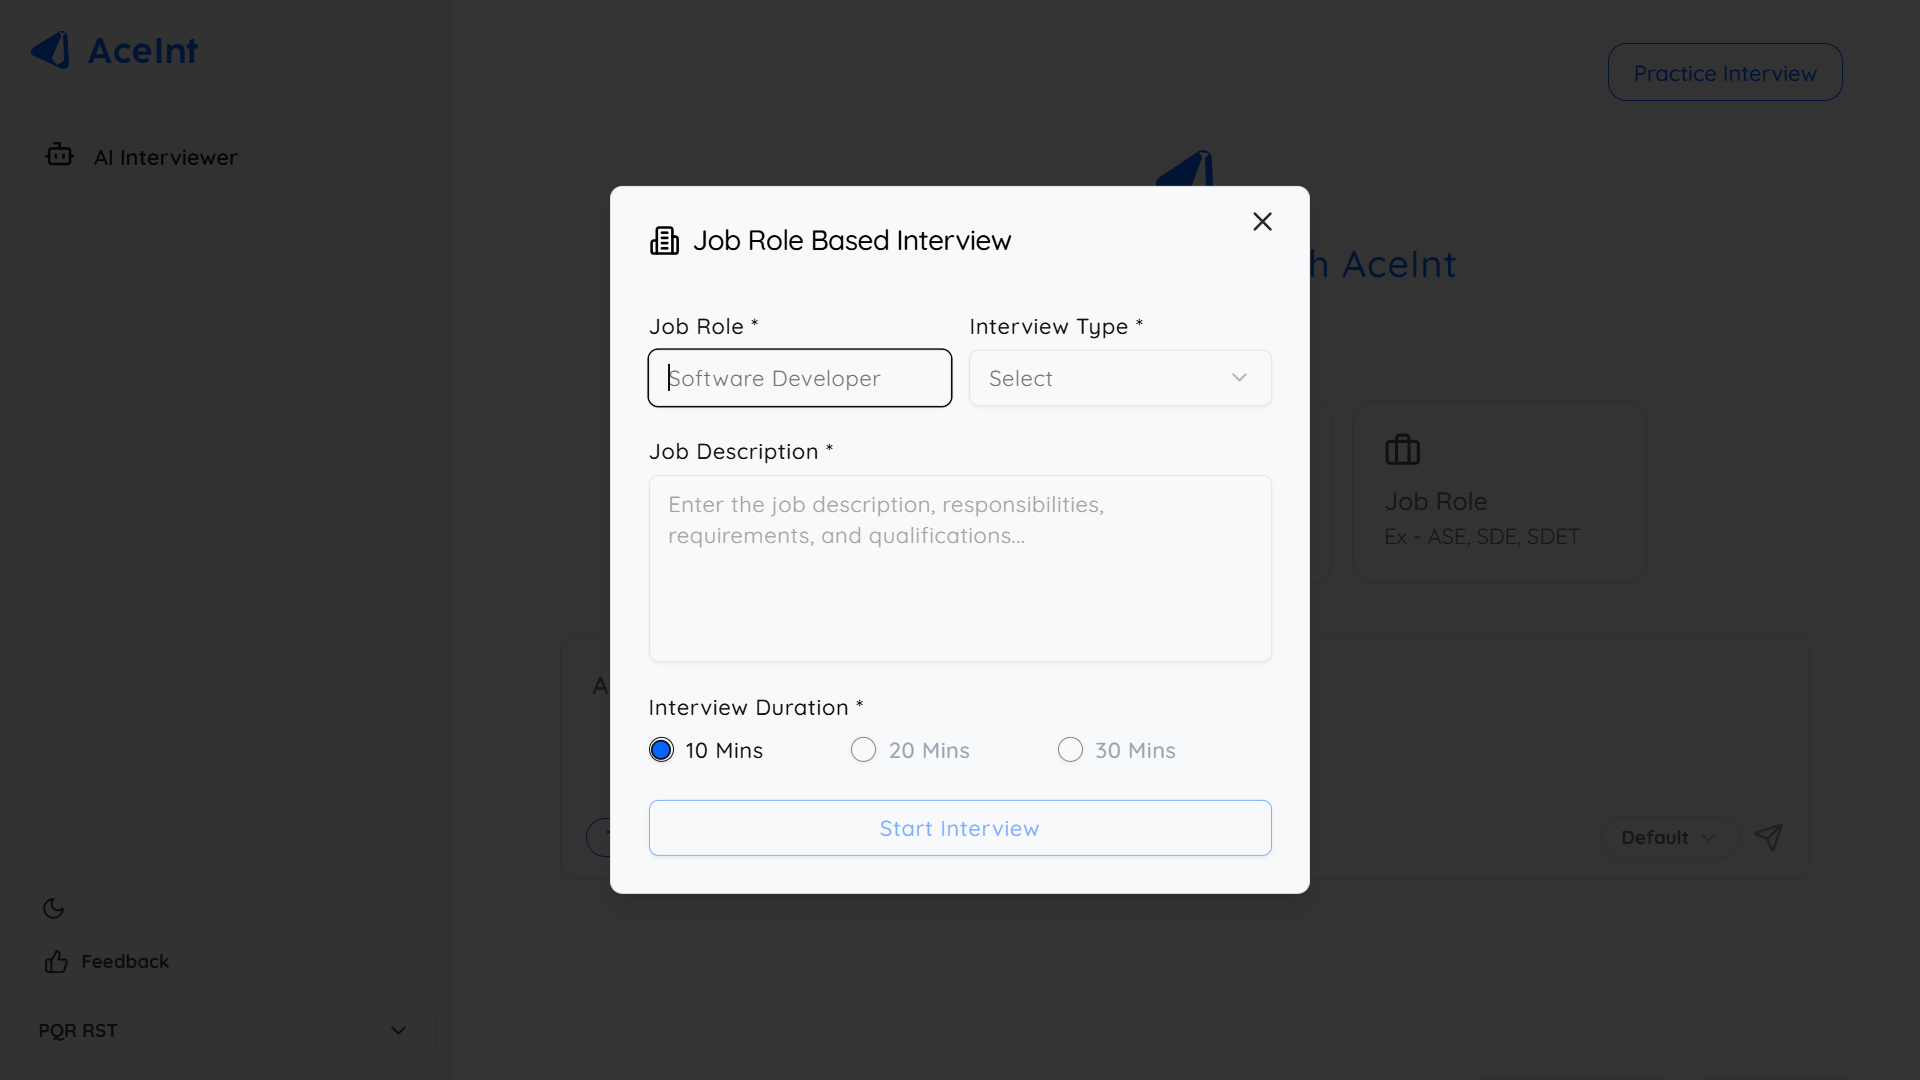 AceInt
Practice Interview
AI Interviewer
h AceInt
Job Role Based Interview
Job Role *
Interview Type *
Software Developer
Select
Job Description *
Enter the job description, responsibilities,
requirements, and qualifications...
Job Role
Ex - ASE, SDE, SDET
A
Interview Duration *
10 Mins
20 Mins
30 Mins
Start Interview
Default
Feedback
PQR RST